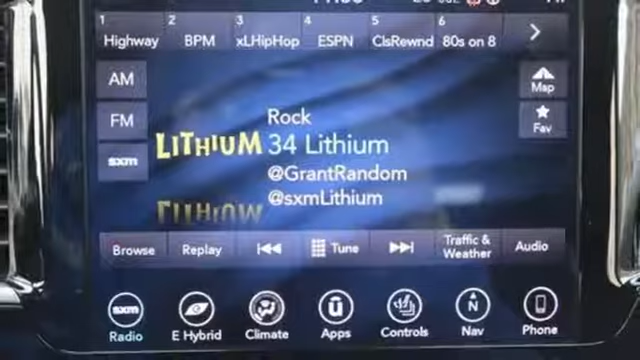 1 2 3 4 5 6
Highway BPM xLHipHop ESPN ClsRewnd 80s on 8
AM
Map
FM
Fav
sxm
LITHIUM
Rock
34 Lithium
@GrantRandom
@sxmLithium
Browse Replay Tune Traffic & Weather Audio
sxm
N
Radio E Hybrid Climate Apps Controls Nav Phone